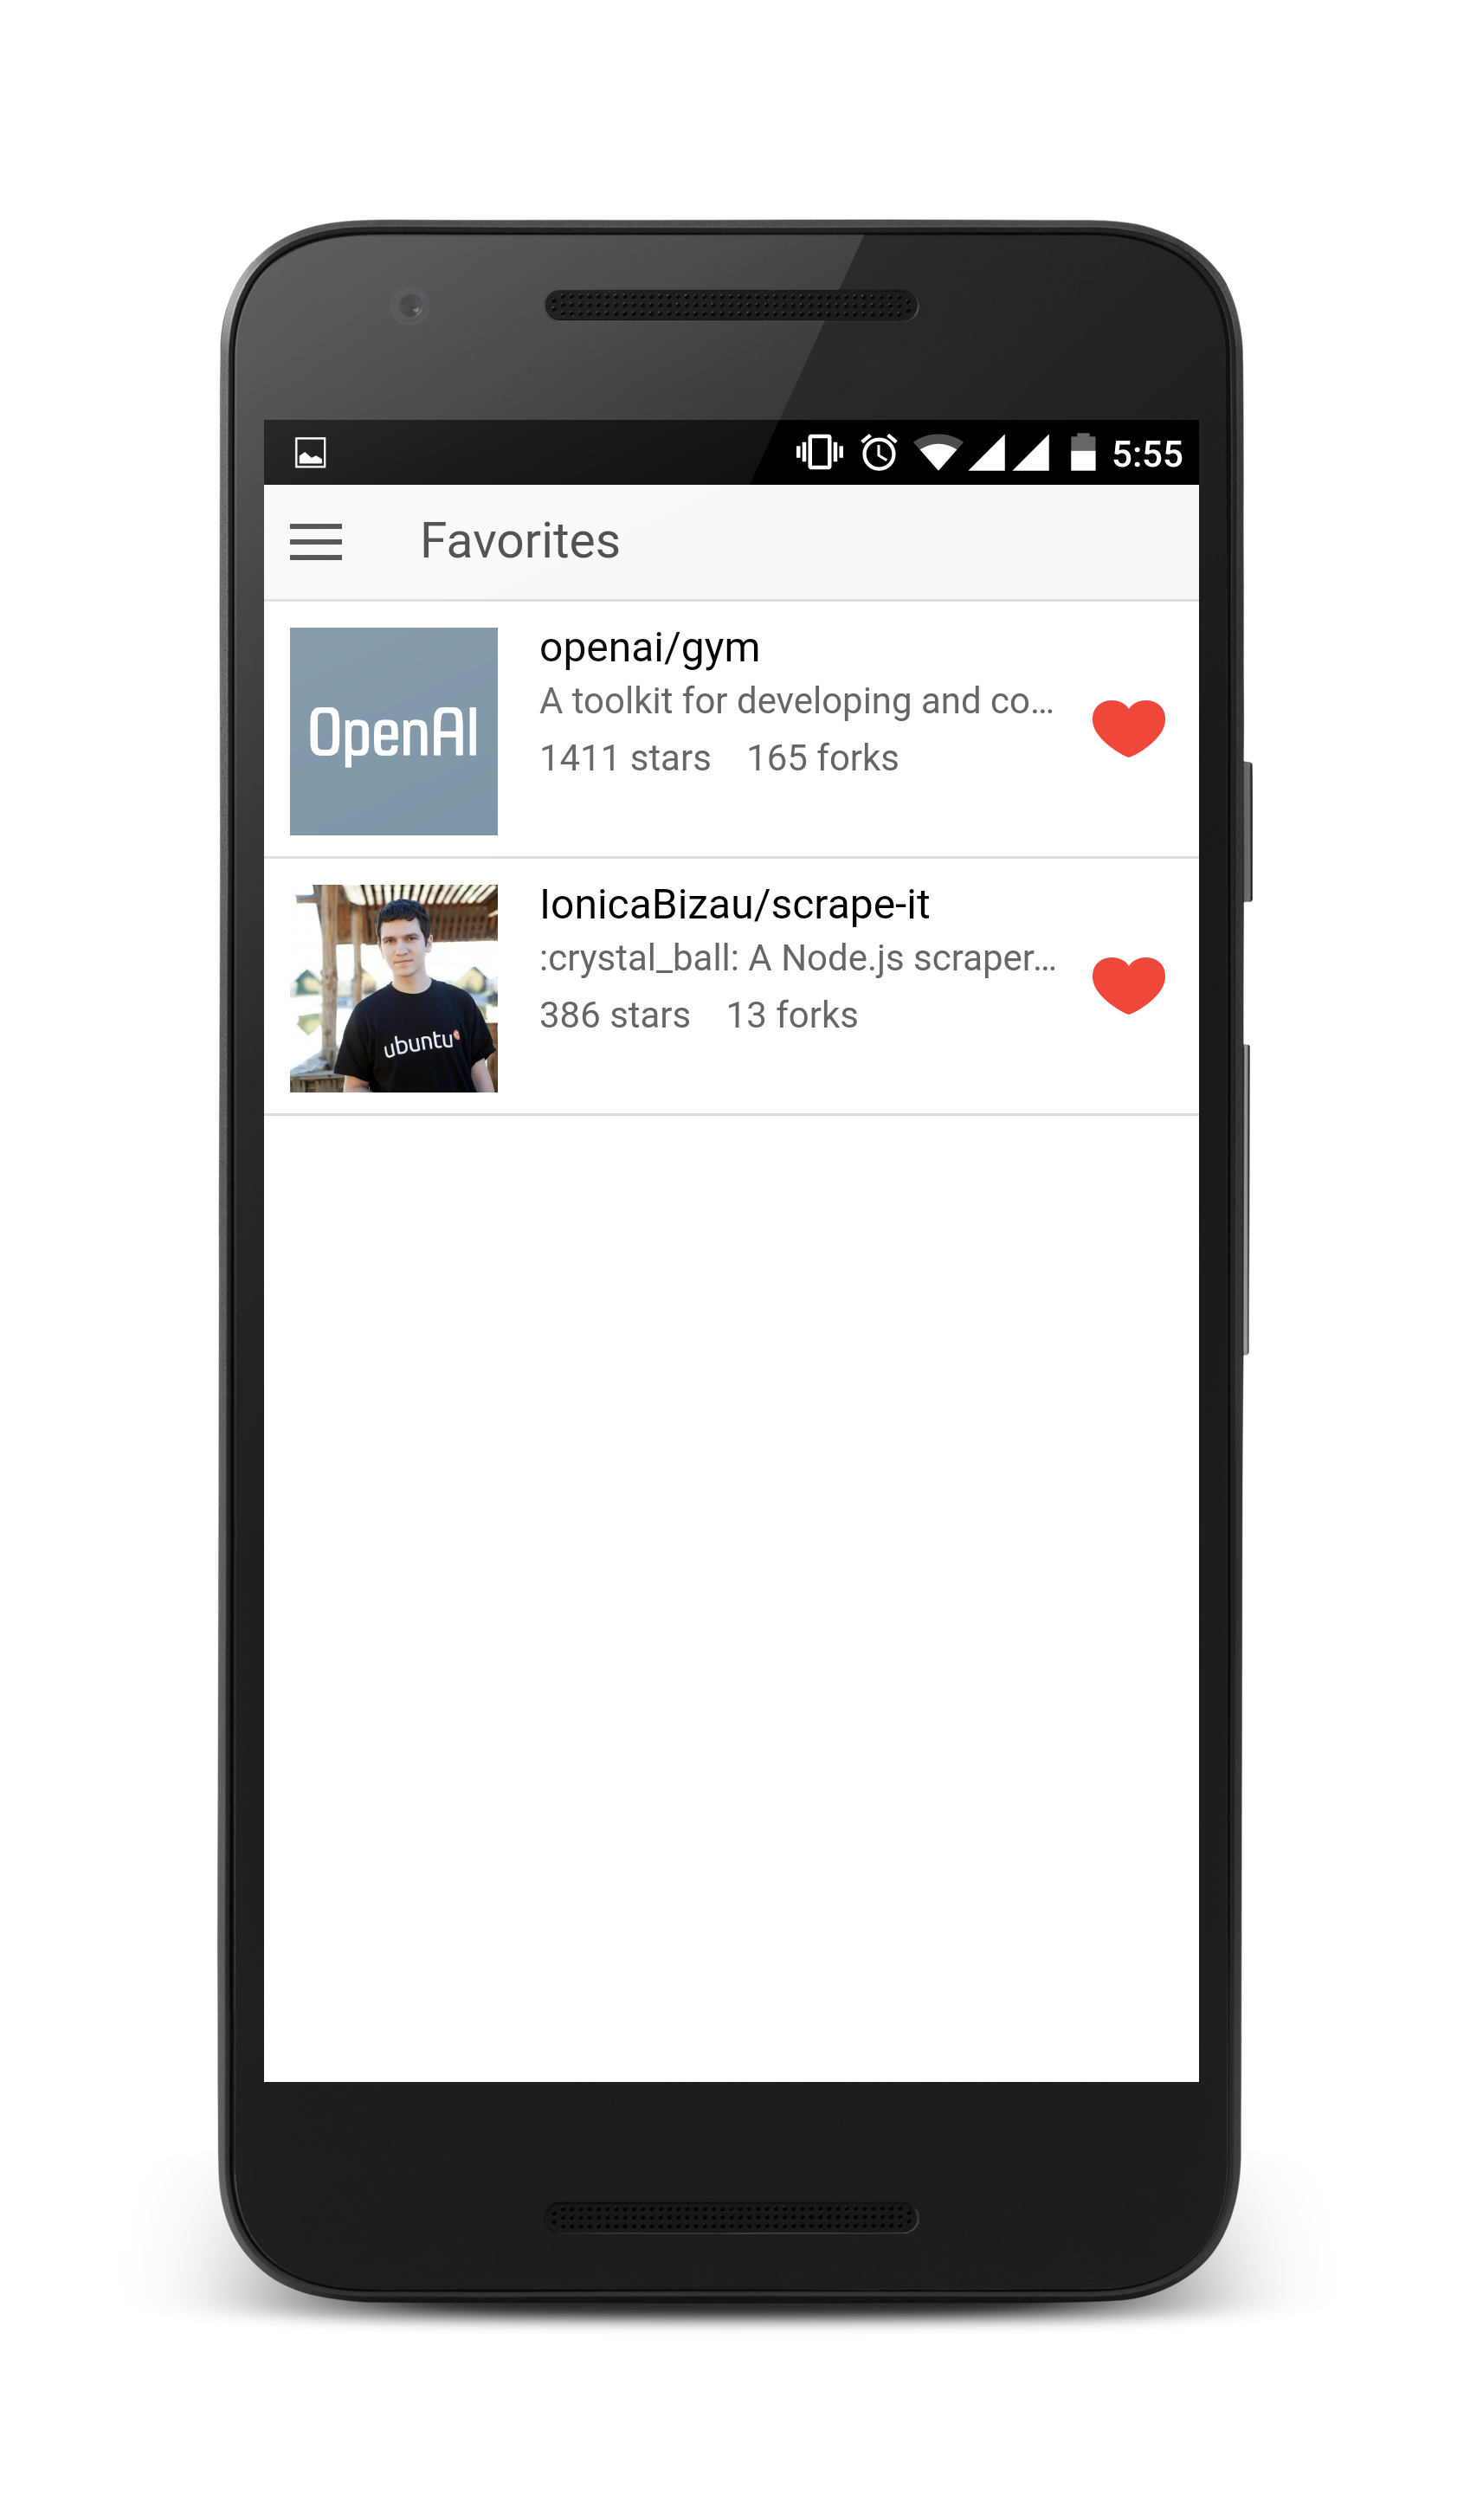 5:55
Favorites
OpenAI
openai/gym
A toolkit for developing and co...
1411 stars 165 forks
ubuntu
IonicaBizau/scrape-it
:crystal_ball: A Node.js scraper...
386 stars 13 forks